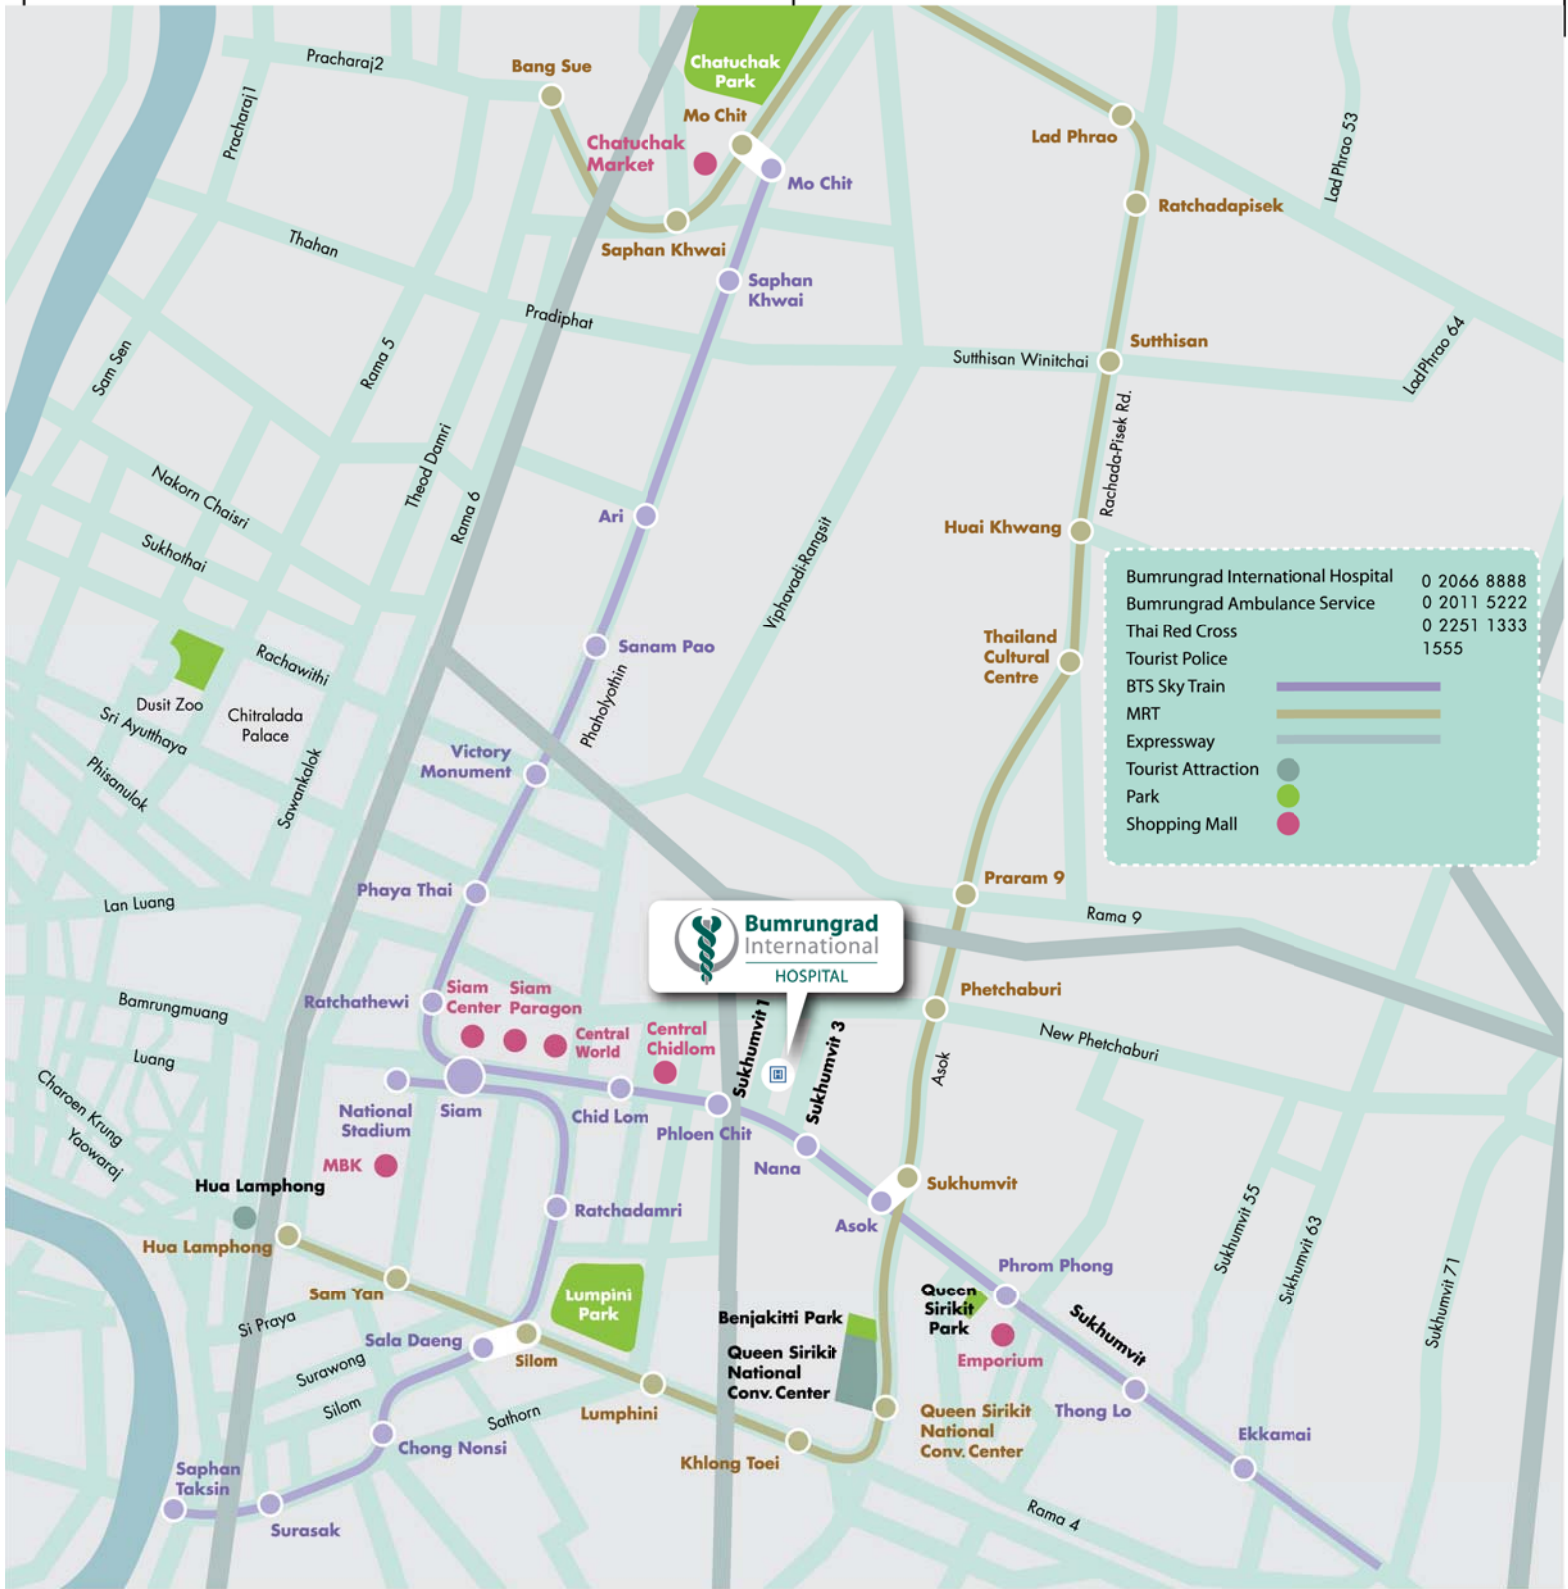 Pracharaj2
Bang Sue
Chatuchak
Park
Mo Chit
Chatuchak
Market
Mo Chit
Lad Phrao
Lad Phrao 53
Pracharaj1
Ratchadapisek
Thahan
Saphan Khwai
Saphan
Khwai
Pradiphat
Sutthisan
Sutthisan Winitchai
Lad Phrao 64
Sam Sen
Rama 5
Rachada-Pisek Rd.
Theod Damri
Rama 6
Nakorn Chaisri
Sukhothai
Ari
Huai Khwang
Viphavadi-Rangsit
Bumrungrad International Hospital 0 2066 8888
Bumrungrad Ambulance Service 0 2011 5222
Thai Red Cross 0 2251 1333
Tourist Police 1555
BTS Sky Train
MRT
Expressway
Tourist Attraction
Park
Shopping Mall
Sanam Pao
Thailand
Cultural
Centre
Rachawithi
Phaholyothin
Dusit Zoo
Chitralada
Palace
Sri Ayutthaya
Phisanulok
Sawankalok
Victory
Monument
Phaya Thai
Praram 9
Rama 9
Lan Luang
Bumrungrad
International
HOSPITAL
Ratchathewi
Siam
Center
Siam
Paragon
Central
World
Central
Chidlom
Sukhumvit 1
Sukhumvit 3
Phetchaburi
New Phetchaburi
Asok
Bamrungmuang
Luang
Charoen Krung
Yaowaraj
National
Stadium
Siam
Chid Lom
Phloen Chit
Nana
MBK
Hua Lamphong
Hua Lamphong
Ratchadamri
Sukhumvit
Asok
Sukhumvit 55
Sukhumvit 63
Sukhumvit 71
Sam Yan
Si Praya
Lumpini
Park
Phrom Phong
Queen
Sirikit
Park
Sukhumvit
Benjakitti Park
Queen Sirikit
National
Conv. Center
Emporium
Sala Daeng
Silom
Surawong
Silom
Sathorn
Lumphini
Khlong Toei
Queen Sirikit
National
Conv. Center
Thong Lo
Ekkamai
Chong Nonsi
Saphan
Taksin
Surasak
Rama 4